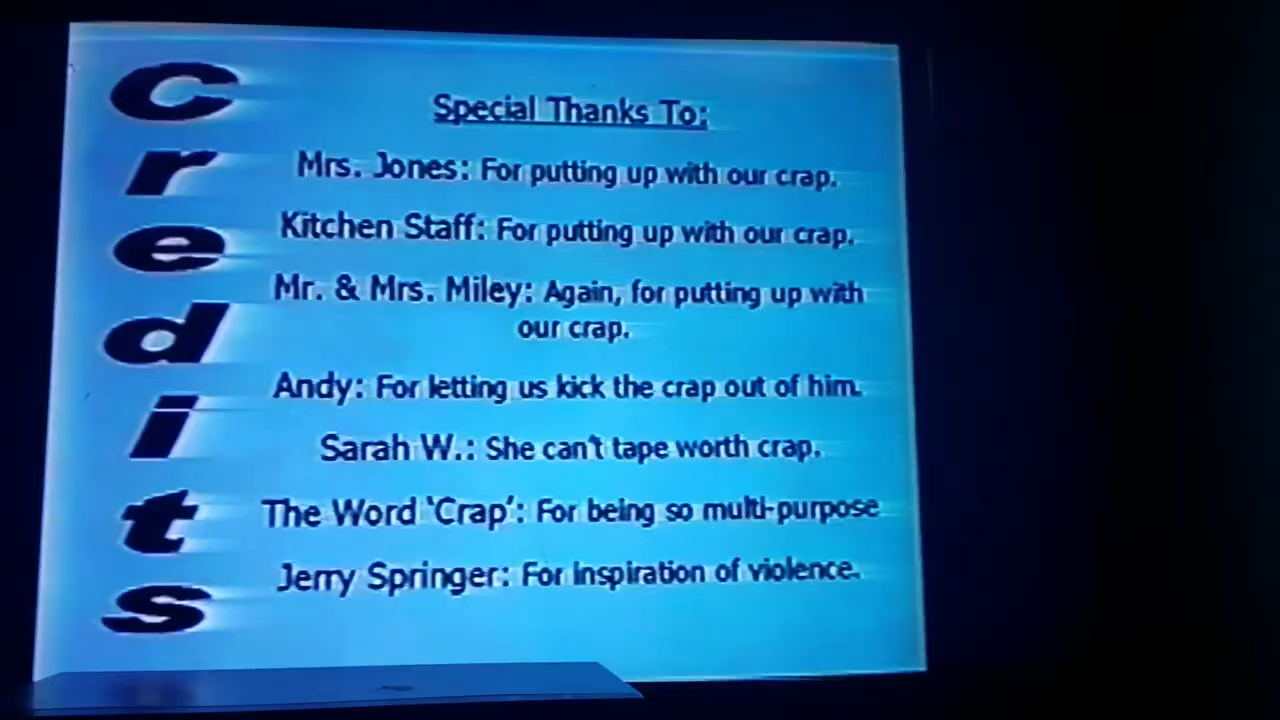 Credits
Special Thanks To:
Mrs. Jones: For putting up with our crap.
Kitchen Staff: For putting up with our crap.
Mr. & Mrs. Miley: Again, for putting up with
our crap.
Andy: For letting us kick the crap out of him.
Sarah W.: She can't tape worth crap.
The Word 'Crap': For being so multi-purpose
Jerry Springer: For inspiration of violence.